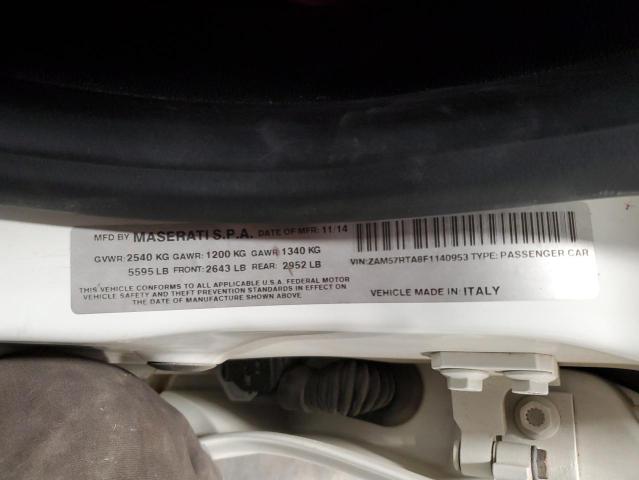 MFD BY MASERATI S.P.A. DATE OF MFR: 11/14
GVWR: 2540 KG GAWR: 1200 KG GAWR: 1340 KG
5595 LB FRONT: 2643 LB REAR: 2952 LB
THIS VEHICLE CONFORMS TO ALL APPLICABLE U.S.A. FEDERAL MOTOR
VEHICLE SAFETY AND THEFT PREVENTION STANDARDS IN EFFECT ON
THE DATE OF MANUFACTURE SHOWN ABOVE
VIN: ZAM57RTA8F1140953 TYPE: PASSENGER CAR
VEHICLE MADE IN: ITALY